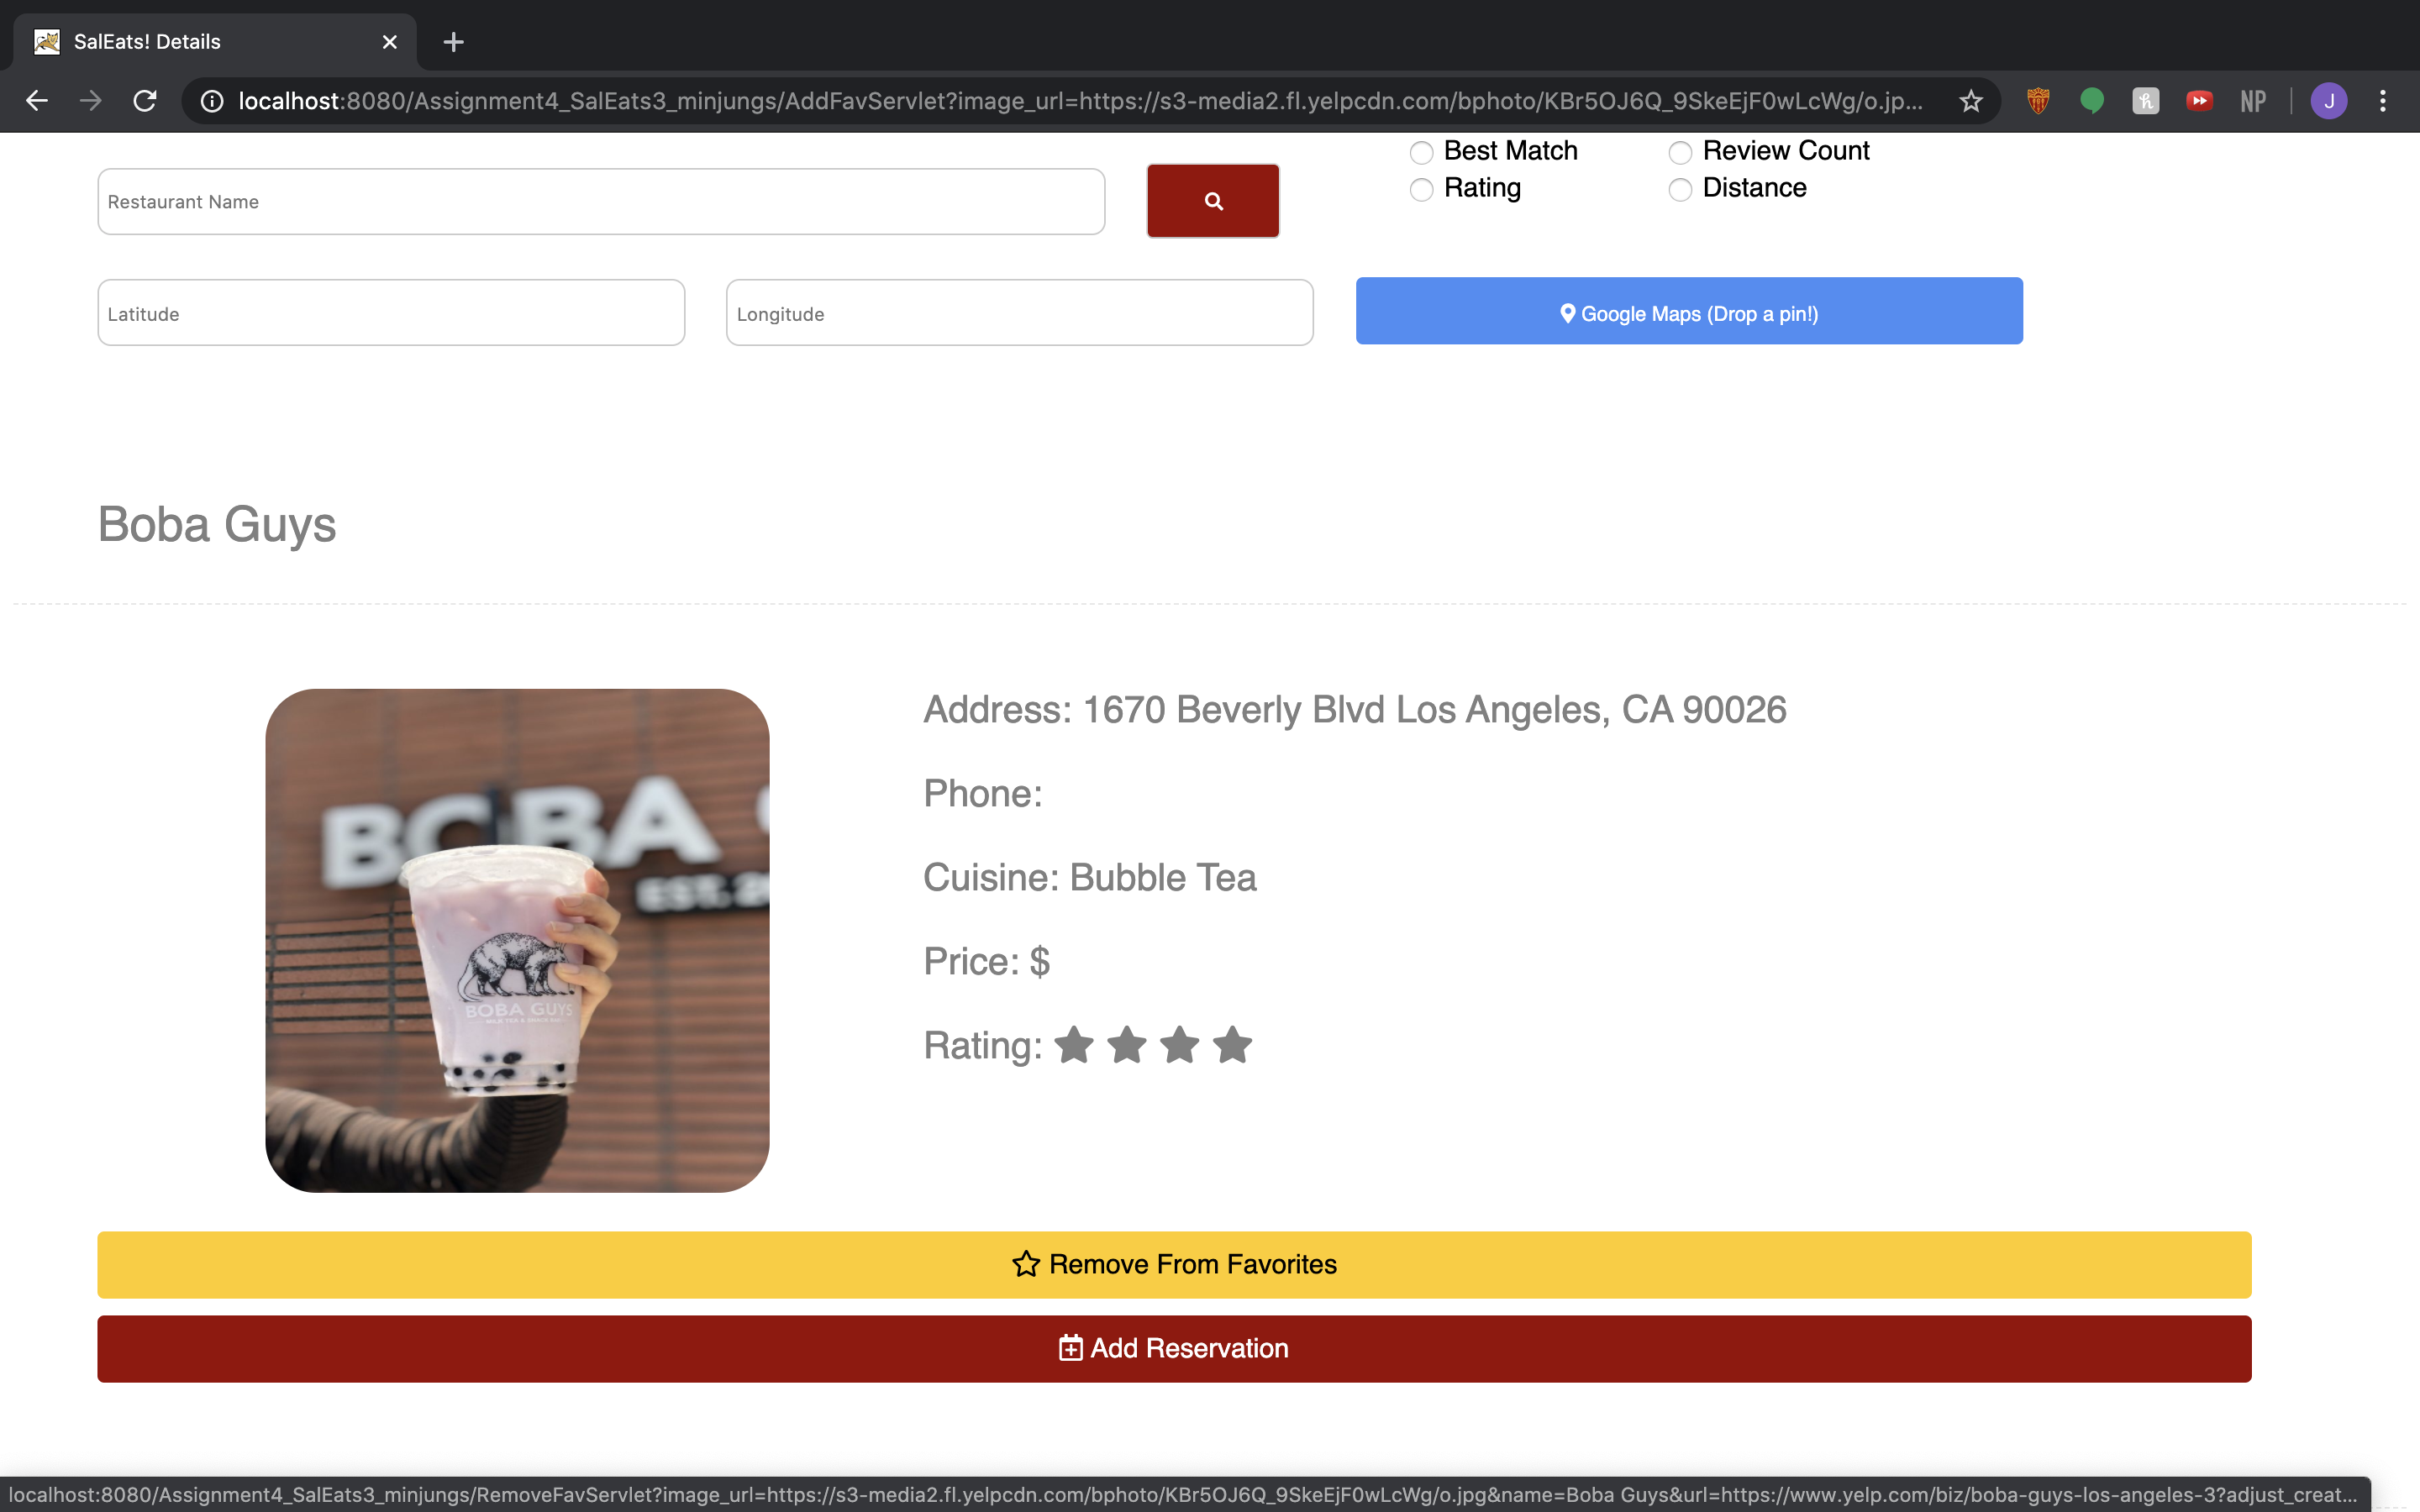 SalEats! Details
localhost:8080/Assignment4_SalEats3_minjungs/AddFavServlet?image_url=https://s3-media2.fl.yelpcdn.com/bphoto/KBr5OJ6Q_9SkeEjF0wLcWg/o.jp...
NP
J
Best Match
Review Count
Restaurant Name
Rating
Distance
Latitude
Longitude
Google Maps (Drop a pin!)
Boba Guys
Address: 1670 Beverly Blvd Los Angeles, CA 90026
Phone:
Cuisine: Bubble Tea
Price: $
Rating:
BOBA
EST.2
BOBA GUYS
Remove From Favorites
Add Reservation
localhost:8080/Assignment4_SalEats3_minjungs/RemoveFavServlet?image_url=https://s3-media2.fl.yelpcdn.com/bphoto/KBr5OJ6Q_9SkeEjF0wLcWg/o.jpg&name=Boba Guys&url=https://www.yelp.com/biz/boba-guys-los-angeles-3?adjust_creat...